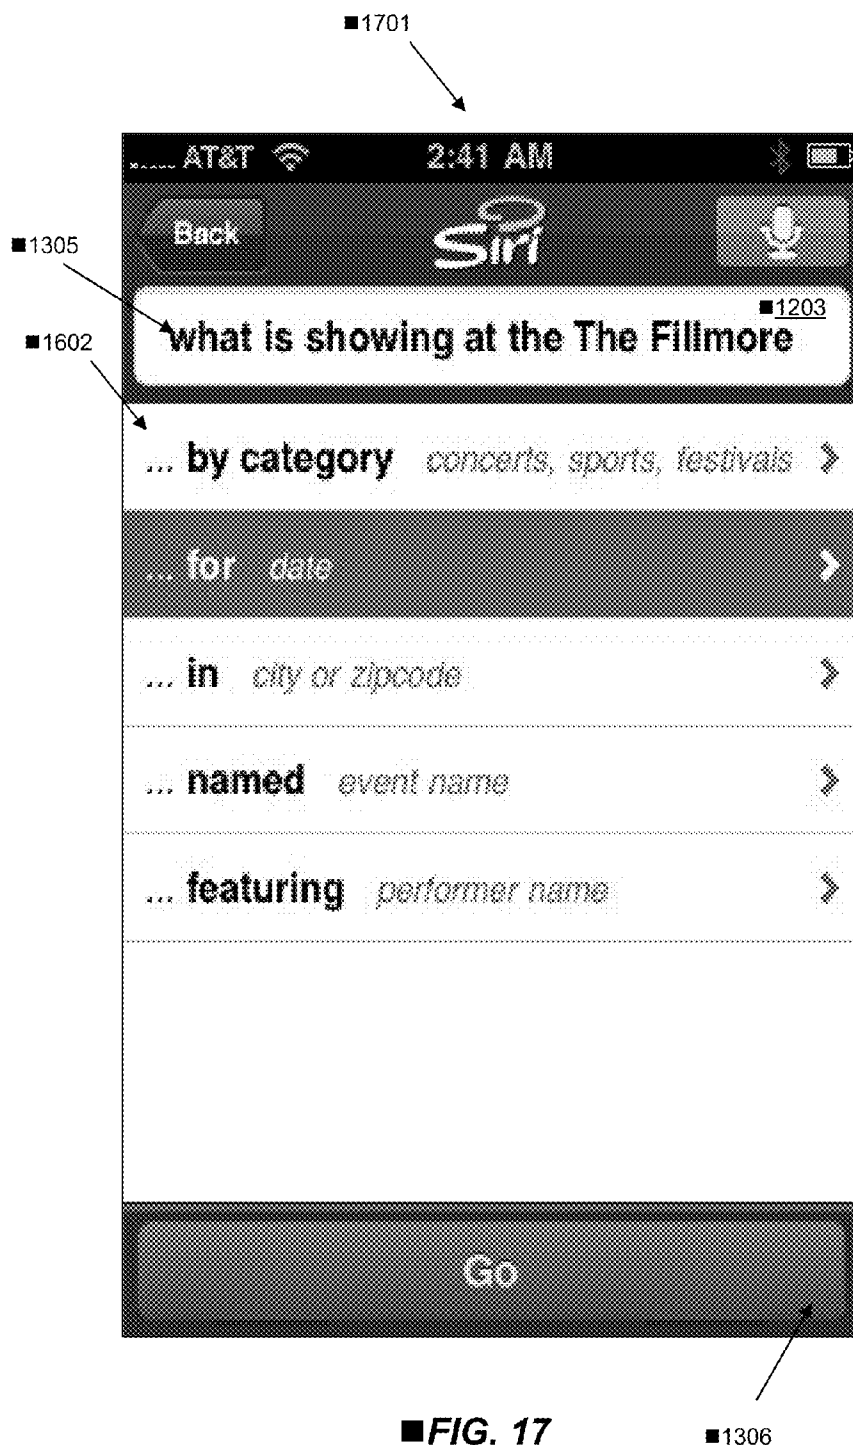 ■1701
AT&T 2:41 AM
Back Siri
■1305
■1203
what is showing at the The Fillmore
■1602
... by category concerts, sports, festivals
... for date
... in city or zipcode
... named event name
... featuring performer name
Go
■FIG. 17
■1306